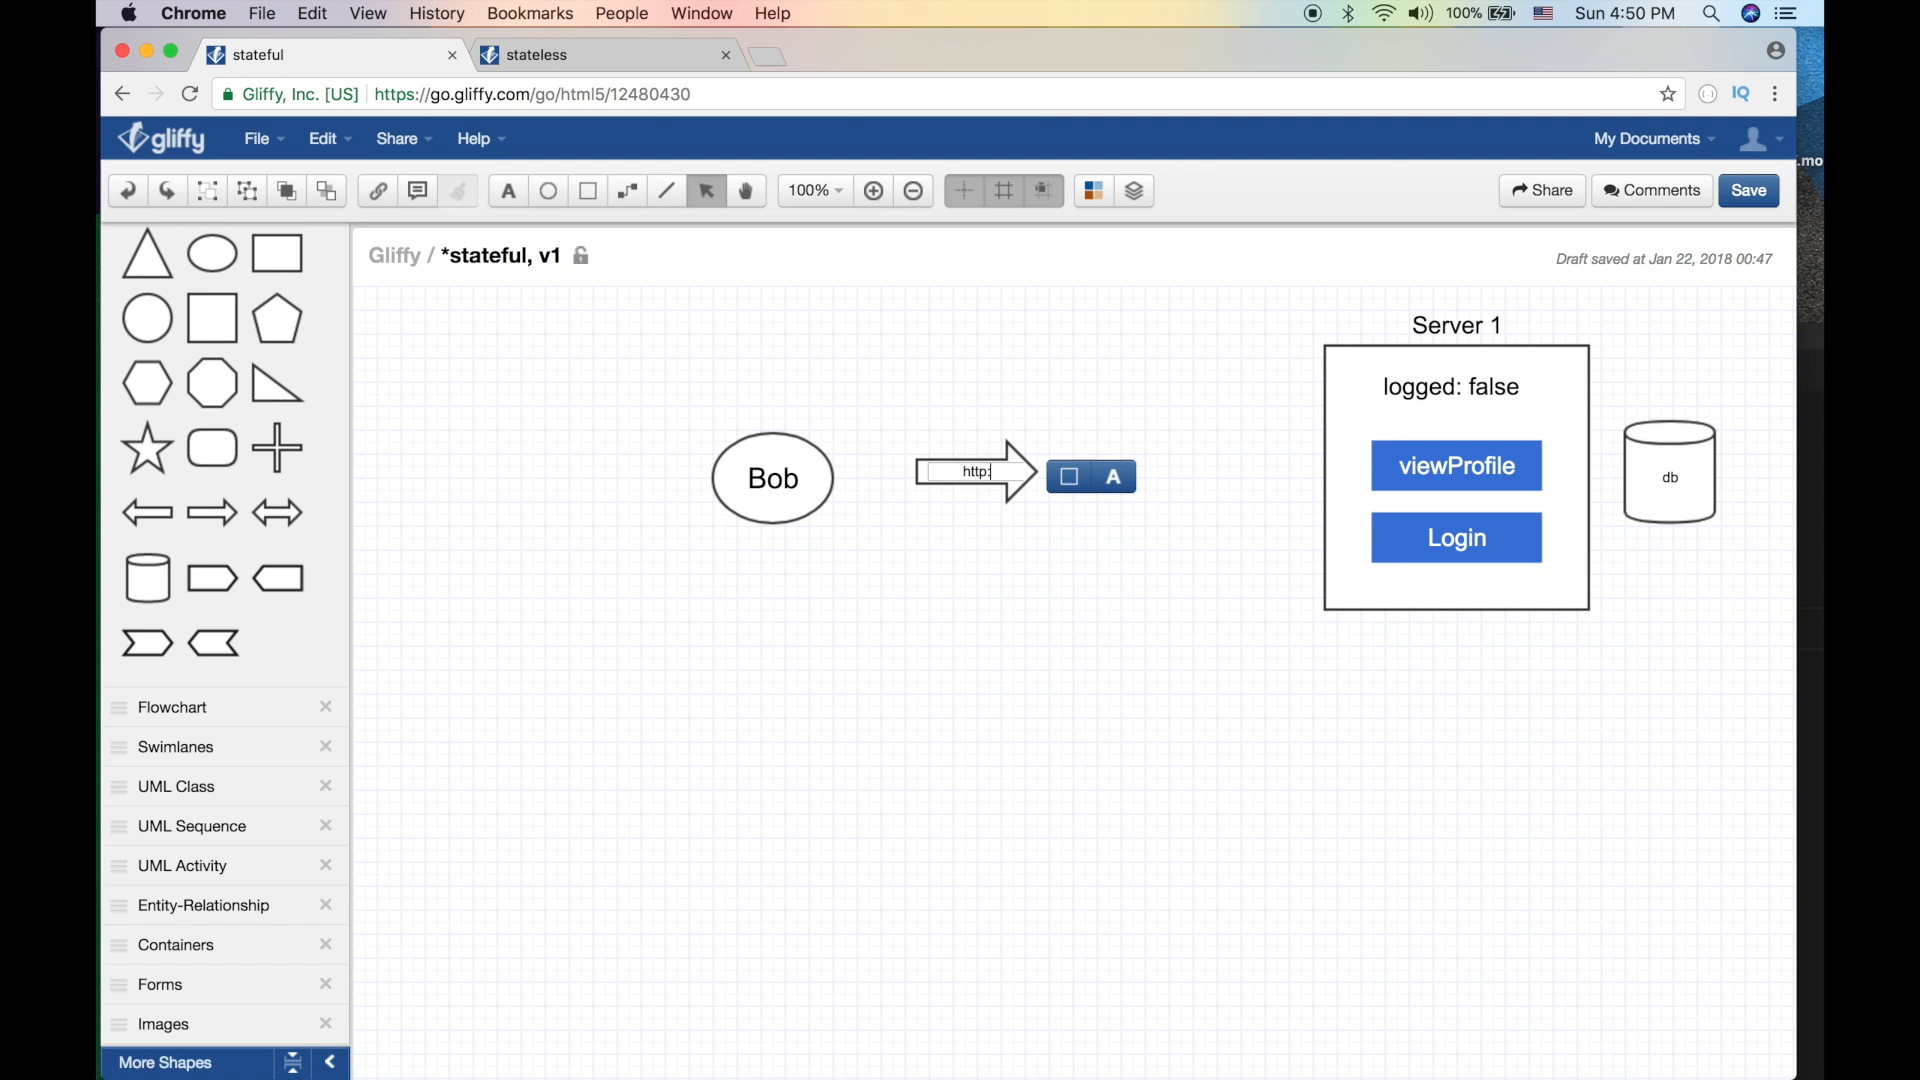 Chrome File Edit View History Bookmarks People Window Help 100% Sun 4:50 PM
stateful stateless
Gliffy, Inc. [US] https://go.gliffy.com/go/html5/12480430 IQ
gliffy File Edit Share Help My Documents
.mo
A 100% Share Comments Save
Gliffy / *stateful, v1 Draft saved at Jan 22, 2018 00:47
Server 1
logged: false
viewProfile
Login
db
Bob
http:
A
Flowchart
Swimlanes
UML Class
UML Sequence
UML Activity
Entity-Relationship
Containers
Forms
Images
More Shapes